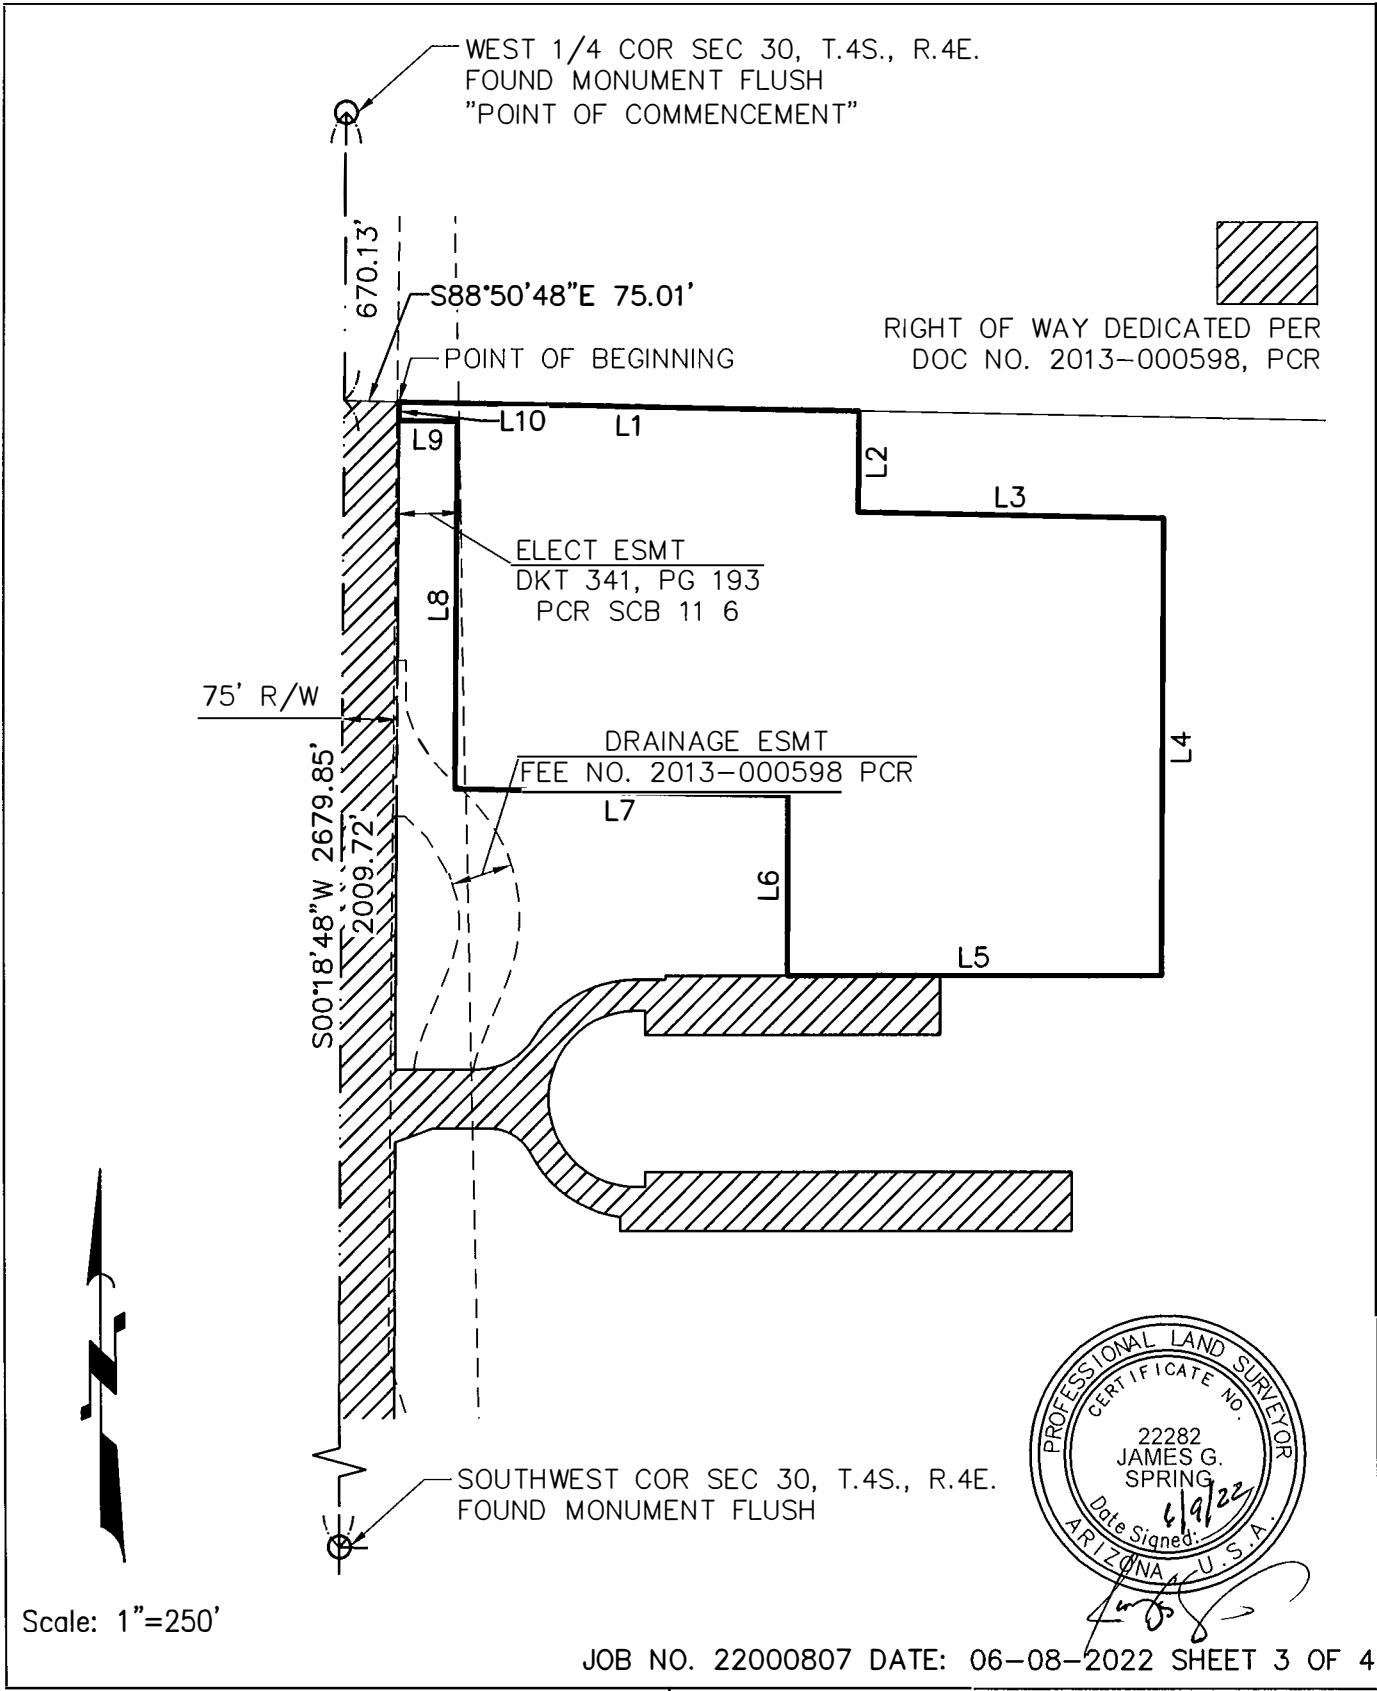 WEST 1/4 COR SEC 30, T.4S., R.4E.
FOUND MONUMENT FLUSH
"POINT OF COMMENCEMENT"
670.13'
S88°50'48"E 75.01'
POINT OF BEGINNING
RIGHT OF WAY DEDICATED PER
DOC NO. 2013-000598, PCR
L10
L1
L9
L2
L3
ELECT ESMT
DKT 341, PG 193
PCR SCB 11 6
L8
75' R/W
DRAINAGE ESMT
FEE NO. 2013-000598 PCR
L4
L7
S00°18'48"W 2679.85'
2009.72'
L6
L5
PROFESSIONAL LAND SURVEYOR
CERTIFICATE NO.
22282
JAMES G.
SPRING
6/9/22
Date Signed:
ARIZONA, U.S.A.
SOUTHWEST COR SEC 30, T.4S., R.4E.
FOUND MONUMENT FLUSH
N
Scale: 1"=250'
JOB NO. 22000807 DATE: 06-08-2022 SHEET 3 OF 4